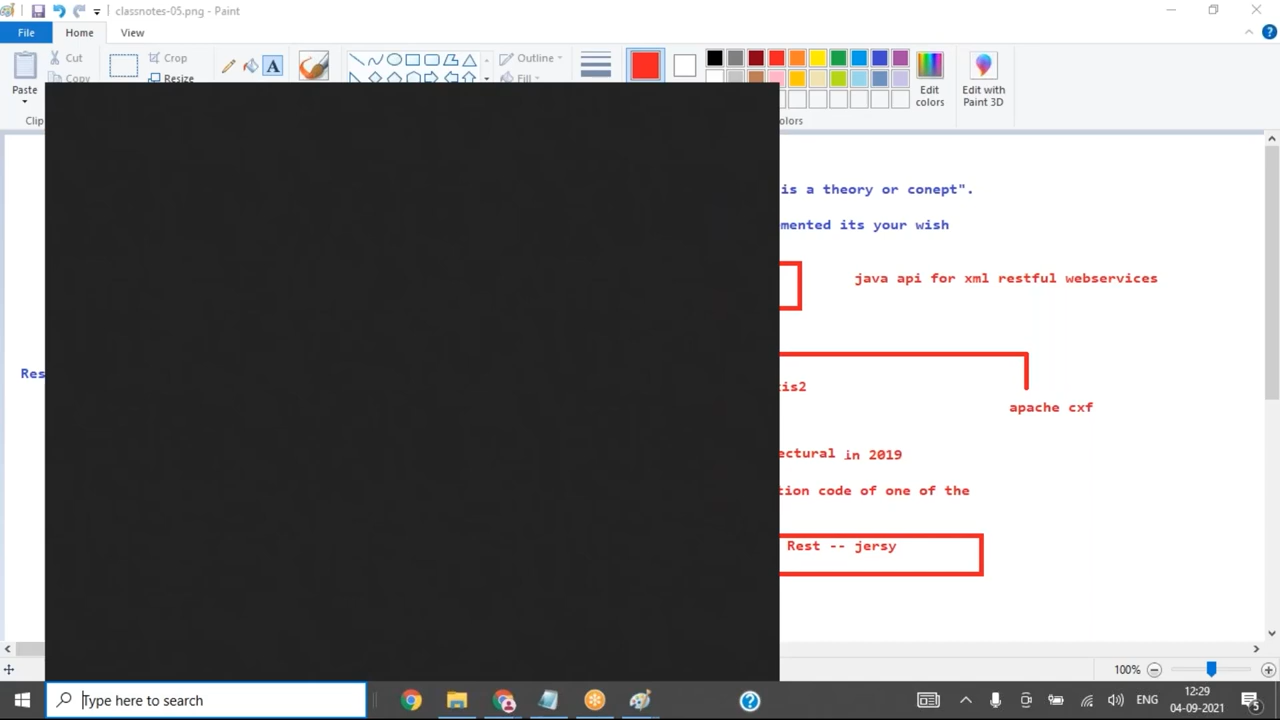 classnotes-05.png - Paint
File
Home
View
Paste
Cut
Copy
Crop
Resize
Outline
Fill
Edit colors
Edit with Paint 3D
Clip
olors
is a theory or conept".
mented its your wish
java api for xml restful webservices
Res
is2
apache cxf
ectural in 2019
tion code of one of the
Rest -- jersy
100%
Type here to search
ENG
12:29
04-09-2021
5